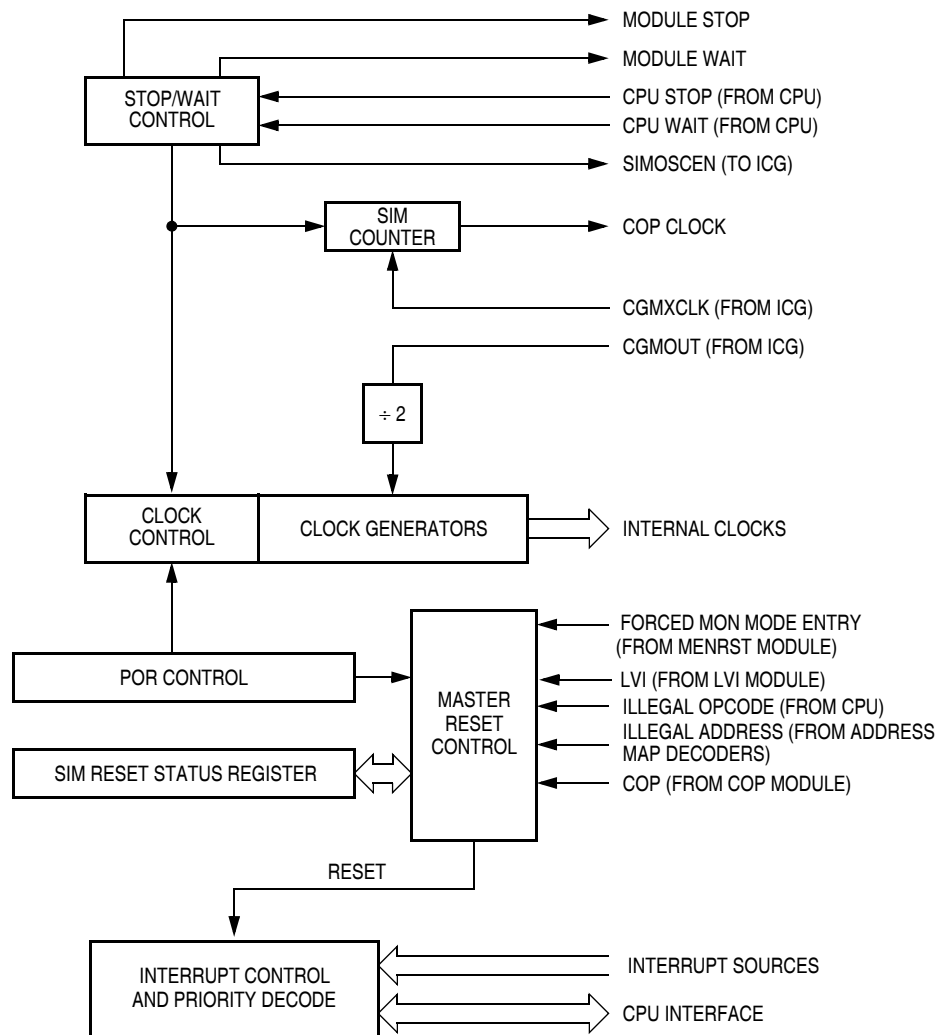 MODULE STOP
MODULE WAIT
STOP/WAIT
CONTROL
CPU STOP (FROM CPU)
CPU WAIT (FROM CPU)
SIMOSCEN (TO ICG)
SIM
COUNTER
COP CLOCK
CGMXCLK (FROM ICG)
CGMOUT (FROM ICG)
÷ 2
CLOCK
CONTROL
CLOCK GENERATORS
INTERNAL CLOCKS
FORCED MON MODE ENTRY
(FROM MENRST MODULE)
POR CONTROL
LVI (FROM LVI MODULE)
MASTER
RESET
CONTROL
ILLEGAL OPCODE (FROM CPU)
ILLEGAL ADDRESS (FROM ADDRESS
MAP DECODERS)
SIM RESET STATUS REGISTER
COP (FROM COP MODULE)
RESET
INTERRUPT CONTROL
AND PRIORITY DECODE
INTERRUPT SOURCES
CPU INTERFACE